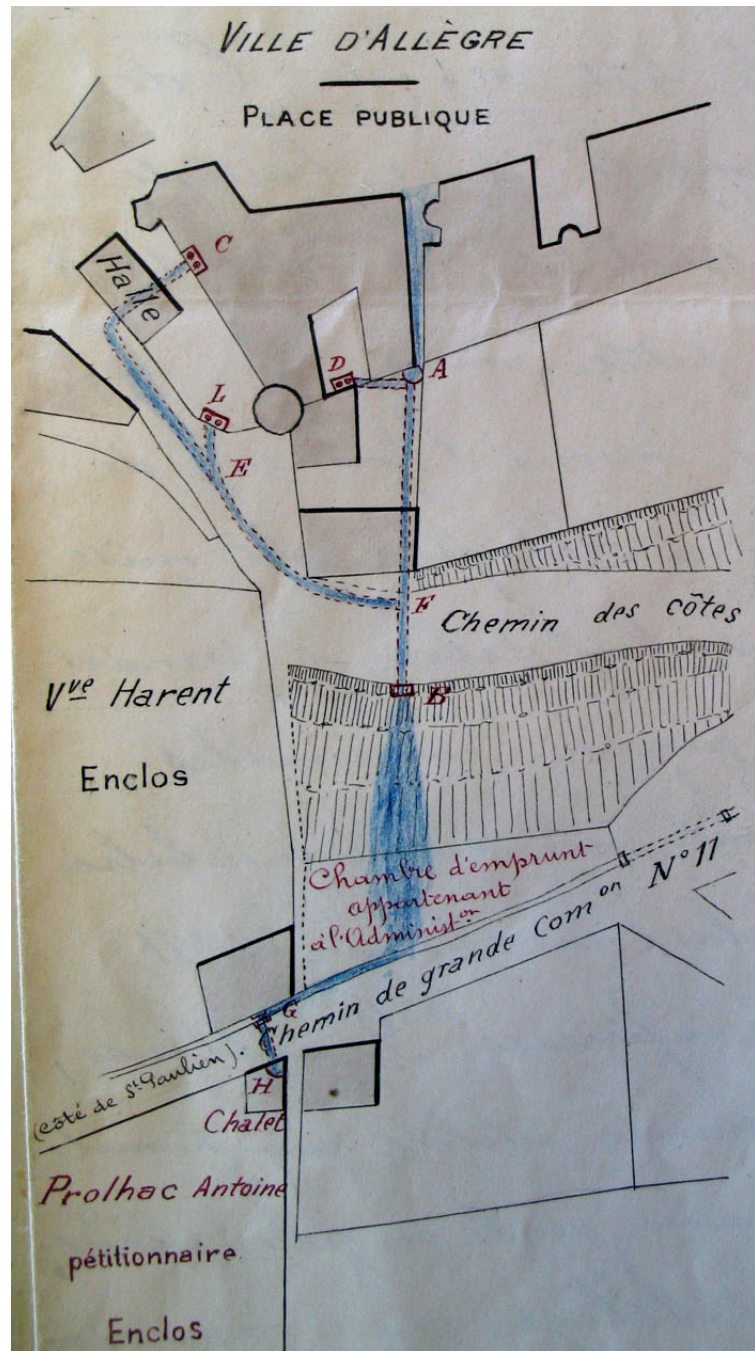 VILLE D'ALLÈGRE
PLACE PUBLIQUE
C
Halle
D
A
L
E
F
Chemin des côtes
B
Vve Harent
Enclos
Chambre d'emprunt
appartenant
à l'Administon
G
Chemin de grande Comon N° 11
(côté de St Paulien).
H
Chalet
Prolhac Antoine
pétitionnaire
Enclos